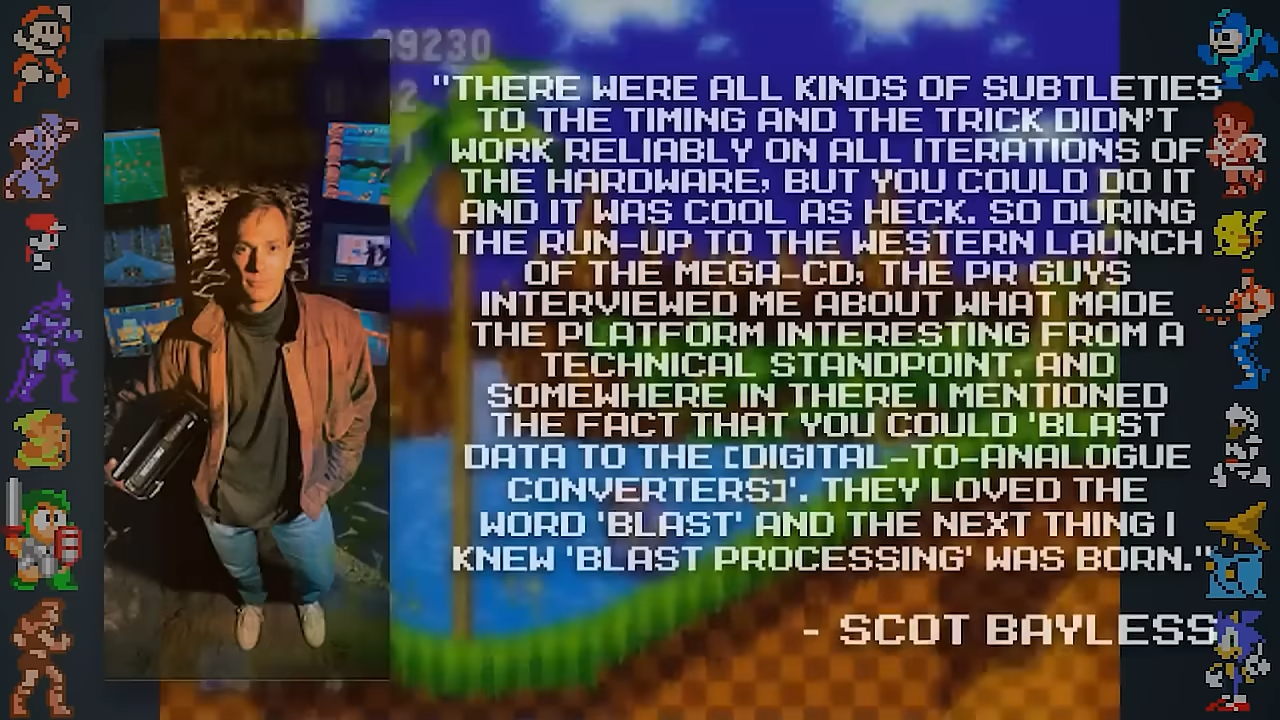 39230
"THERE WERE ALL KINDS OF SUBTLETIES
TO THE TIMING AND THE TRICK DIDN'T
WORK RELIABLY ON ALL ITERATIONS OF
THE HARDWARE, BUT YOU COULD DO IT
AND IT WAS COOL AS HECK. SO DURING
THE RUN-UP TO THE WESTERN LAUNCH
OF THE MEGA-CD, THE PR GUYS
INTERVIEWED ME ABOUT WHAT MADE
THE PLATFORM INTERESTING FROM A
TECHNICAL STANDPOINT. AND
SOMEWHERE IN THERE I MENTIONED
THE FACT THAT YOU COULD 'BLAST
DATA TO THE [DIGITAL-TO-ANALOGUE
CONVERTERS]'. THEY LOVED THE
WORD 'BLAST' AND THE NEXT THING I
KNEW 'BLAST PROCESSING' WAS BORN."
- SCOT BAYLESS